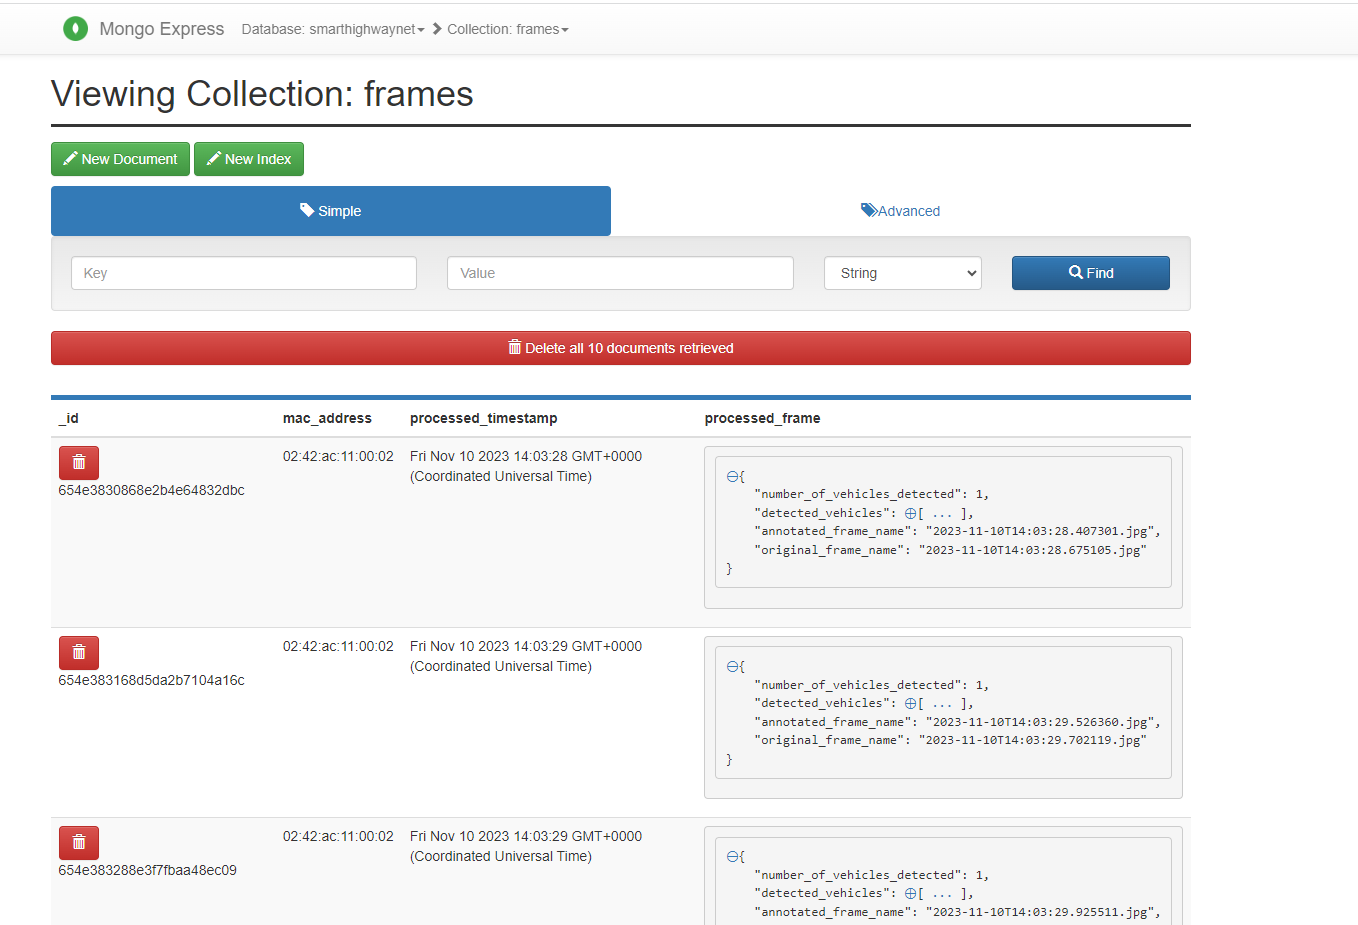 Mongo Express Database: smarthighwaynet Collection: frames
Viewing Collection: frames
New Document New Index
Simple Advanced
Key Value String Find
Delete all 10 documents retrieved
_id mac_address processed_timestamp processed_frame
02:42:ac:11:00:02 Fri Nov 10 2023 14:03:28 GMT+0000
(Coordinated Universal Time)
654e3830868e2b4e64832dbc
{
"number_of_vehicles_detected": 1,
"detected_vehicles": [ ... ],
"annotated_frame_name": "2023-11-10T14:03:28.407301.jpg",
"original_frame_name": "2023-11-10T14:03:28.675105.jpg"
}
02:42:ac:11:00:02 Fri Nov 10 2023 14:03:29 GMT+0000
(Coordinated Universal Time)
654e383168d5da2b7104a16c
{
"number_of_vehicles_detected": 1,
"detected_vehicles": [ ... ],
"annotated_frame_name": "2023-11-10T14:03:29.526360.jpg",
"original_frame_name": "2023-11-10T14:03:29.702119.jpg"
}
02:42:ac:11:00:02 Fri Nov 10 2023 14:03:29 GMT+0000
(Coordinated Universal Time)
654e383288e3f7fbaa48ec09
{
"number_of_vehicles_detected": 1,
"detected_vehicles": [ ... ],
"annotated_frame_name": "2023-11-10T14:03:29.925511.jpg",